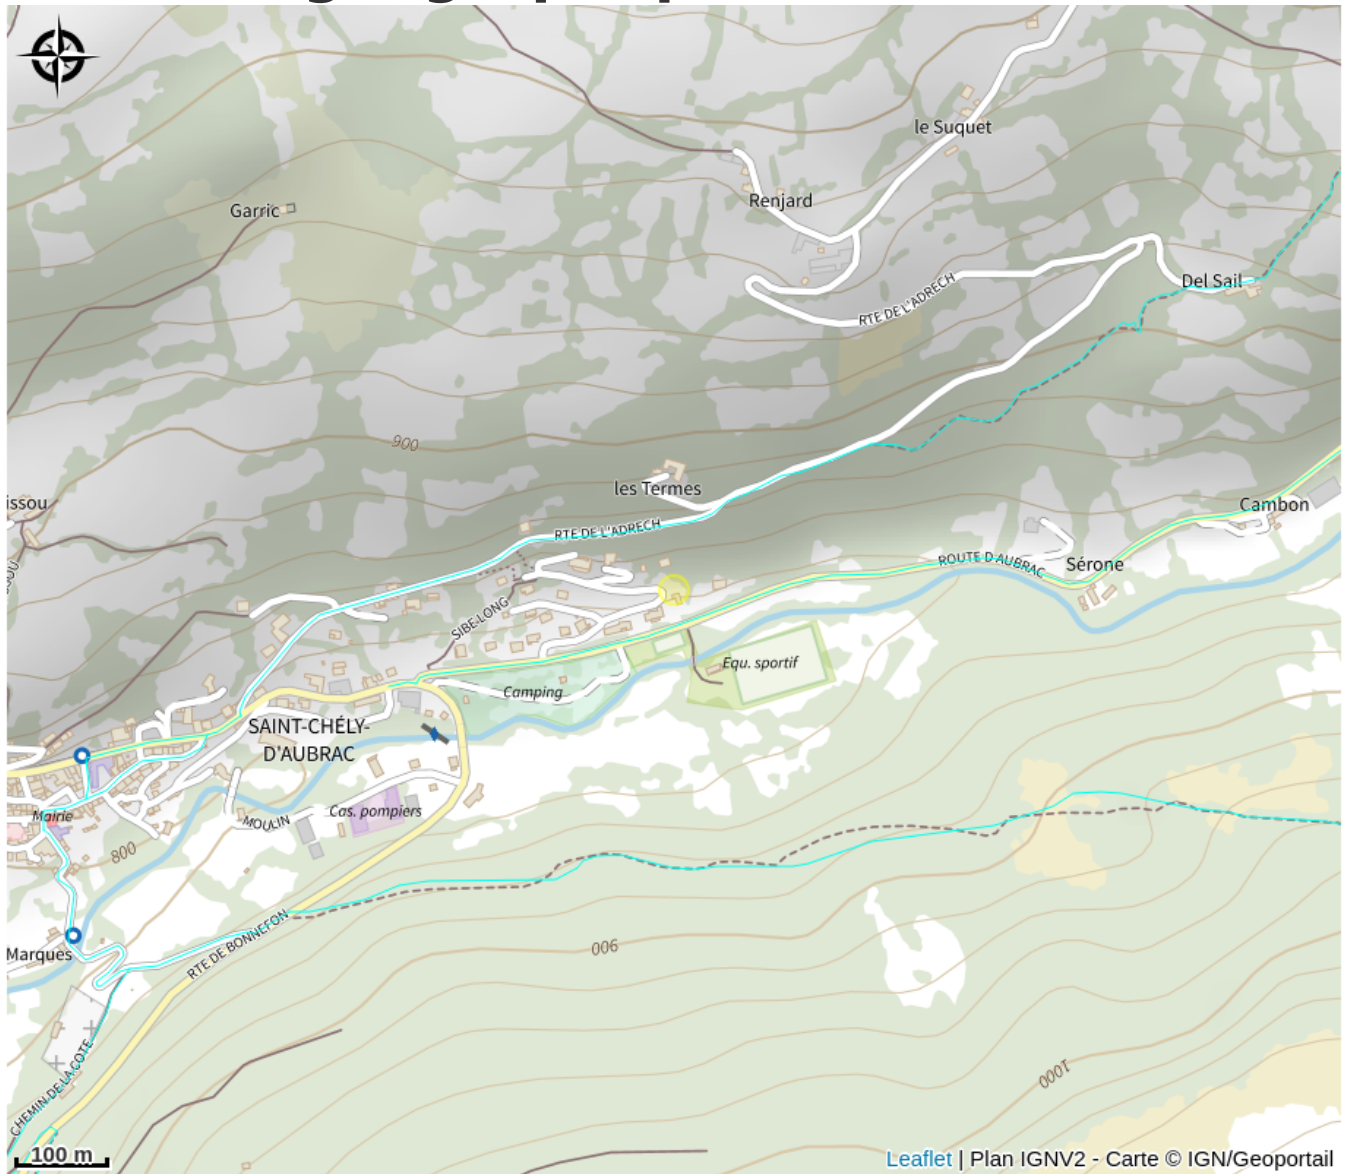 le Suquet
Renjard
Garric
Del Sail
RTE DE L'ADRECH
900
les Termes
issou
Cambon
RTE DE L'ADRECH
ROUTE D'AUBRAC
Sérone
SIBE-LONG
Equ. sportif
Camping
SAINT-CHÉLY-
D'AUBRAC
Mairie
Cas. pompiers
MOULIN
800
RTE DE BONNEFON
900
Marques
1000
CHEMIN DE LA COTE
100 m
Leaflet | Plan IGNV2 - Carte © IGN/Geoportail